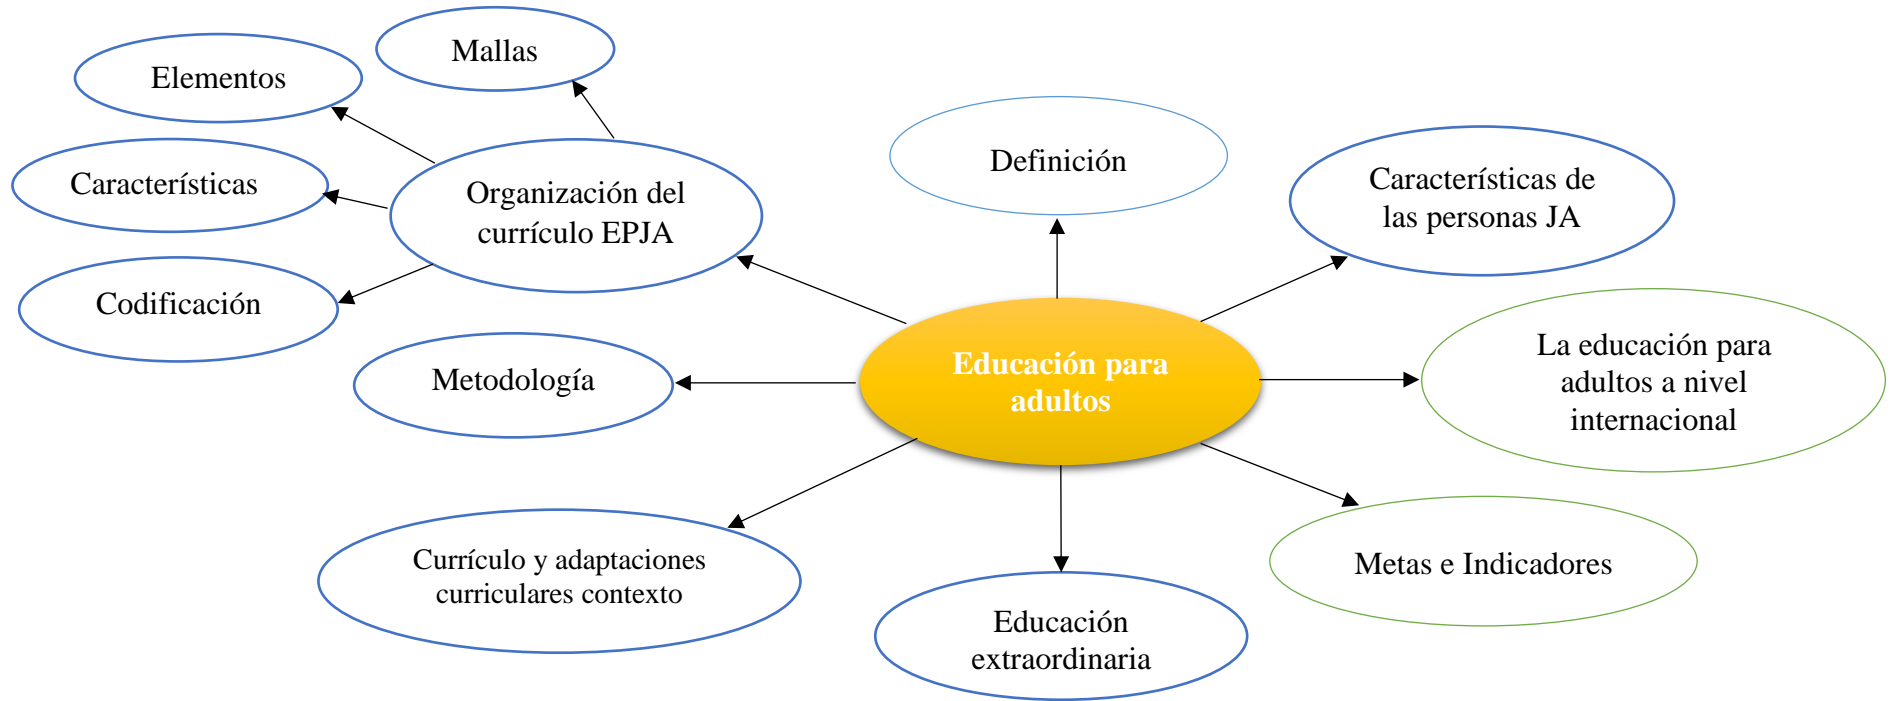 Mallas
Elementos
Características
Organización del
currículo EPJA
Codificación
Definición
Características de
las personas JA
Metodología
Educación para
adultos
La educación para
adultos a nivel
internacional
Currículo y adaptaciones
curriculares contexto
Educación
extraordinaria
Metas e Indicadores